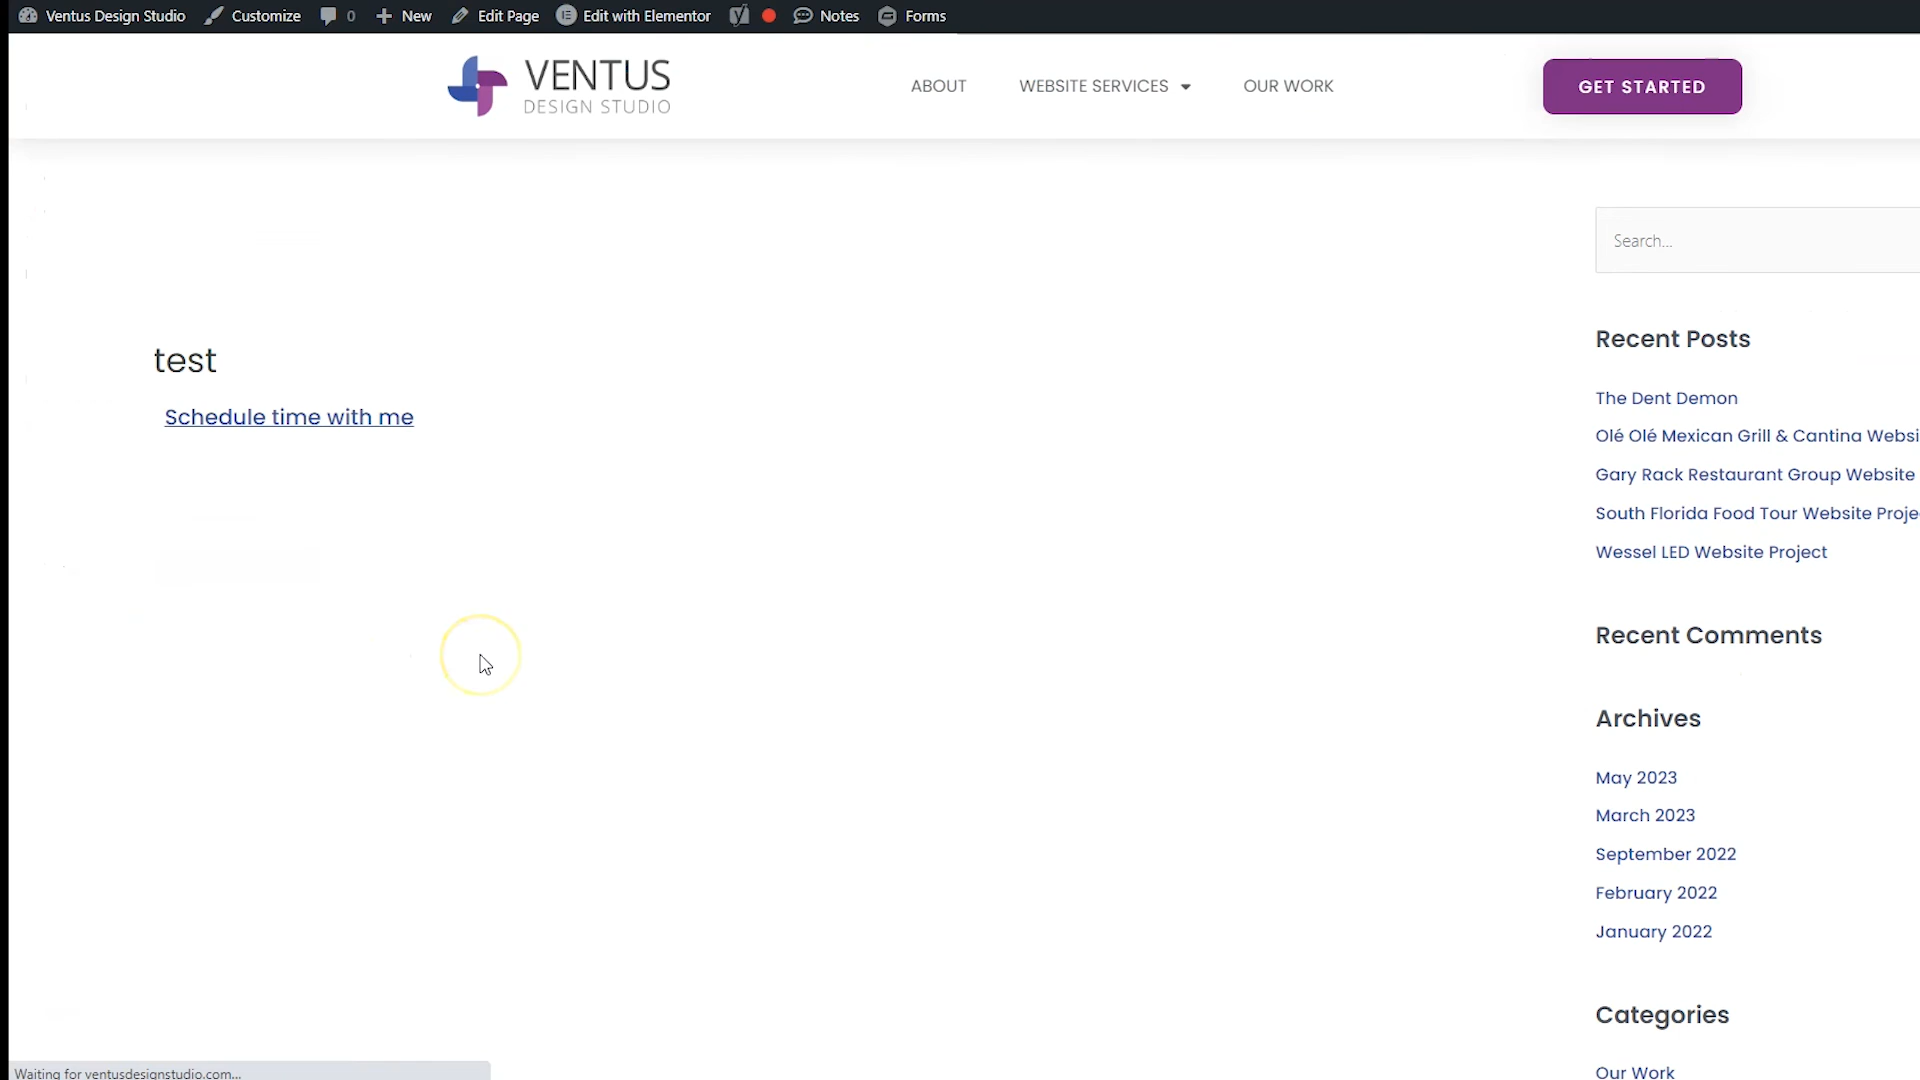 Ventus Design Studio Customize 0 New Edit Page Edit with Elementor Notes Forms
VENTUS
DESIGN STUDIO
ABOUT WEBSITE SERVICES OUR WORK
GET STARTED
Search...
test
Schedule time with me
Recent Posts
The Dent Demon
Olé Olé Mexican Grill & Cantina Websi
Gary Rack Restaurant Group Website
South Florida Food Tour Website Proje
Wessel LED Website Project
Recent Comments
Archives
May 2023
March 2023
September 2022
February 2022
January 2022
Categories
Our Work
Waiting for ventusdesignstudio.com...